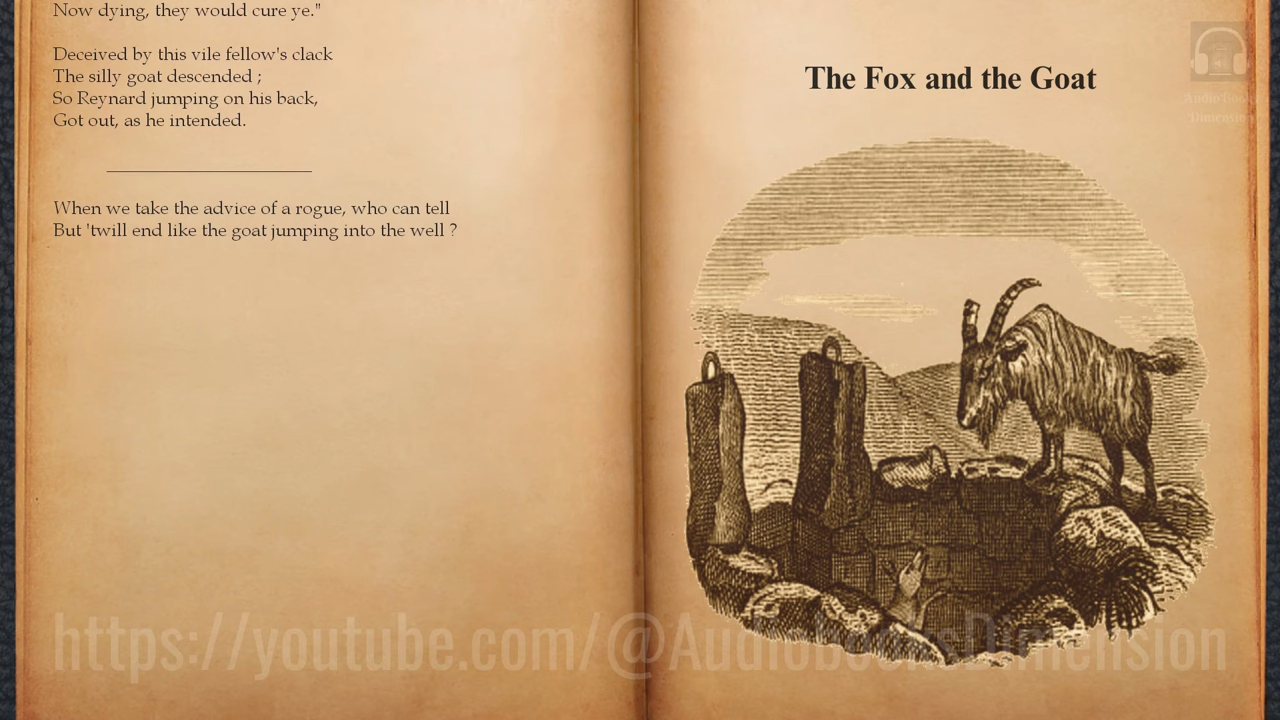 Now dying, they would cure ye."
Deceived by this vile fellow's clack
The silly goat descended ;
So Reynard jumping on his back,
Got out, as he intended.
When we take the advice of a rogue, who can tell
But 'twill end like the goat jumping into the well ?
The Fox and the Goat
AudioBooks
Dimension
https://youtube.com/@AudiobooksDimension